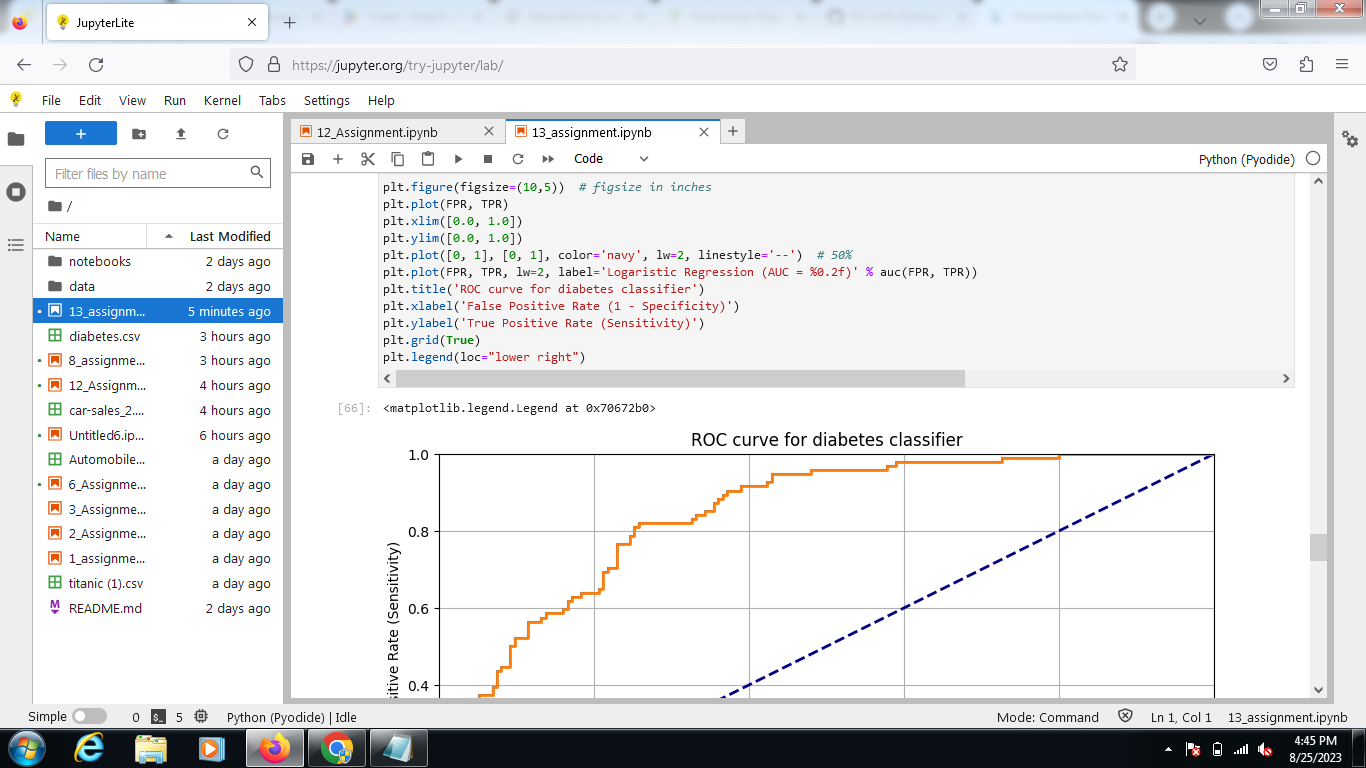 JupyterLite
https://jupyter.org/try-jupyter/lab/
File Edit View Run Kernel Tabs Settings Help
12_Assignment.ipynb
13_assignment.ipynb
Code
Python (Pyodide)
Filter files by name
/
Name Last Modified
notebooks 2 days ago
data 2 days ago
13_assignm... 5 minutes ago
diabetes.csv 3 hours ago
8_assignme... 3 hours ago
12_Assignm... 4 hours ago
car-sales_2.... 4 hours ago
Untitled6.ip... 6 hours ago
Automobile... a day ago
6_Assignme... a day ago
3_Assignme... a day ago
2_Assignme... a day ago
1_assignme... a day ago
titanic (1).csv a day ago
README.md 2 days ago
plt.figure(figsize=(10,5))  # figsize in inches
plt.plot(FPR, TPR)
plt.xlim([0.0, 1.0])
plt.ylim([0.0, 1.0])
plt.plot([0, 1], [0, 1], color='navy', lw=2, linestyle='--')  # 50%
plt.plot(FPR, TPR, lw=2, label='Logaristic Regression (AUC = %0.2f)' % auc(FPR, TPR))
plt.title('ROC curve for diabetes classifier')
plt.xlabel('False Positive Rate (1 - Specificity)')
plt.ylabel('True Positive Rate (Sensitivity)')
plt.grid(True)
plt.legend(loc="lower right")
[66]: <matplotlib.legend.Legend at 0x70672b0>
ROC curve for diabetes classifier
1.0
0.8
0.6
0.4
sitive Rate (Sensitivity)
Simple 0 5 Python (Pyodide) | Idle
Mode: Command Ln 1, Col 1 13_assignment.ipynb
4:45 PM
8/25/2023